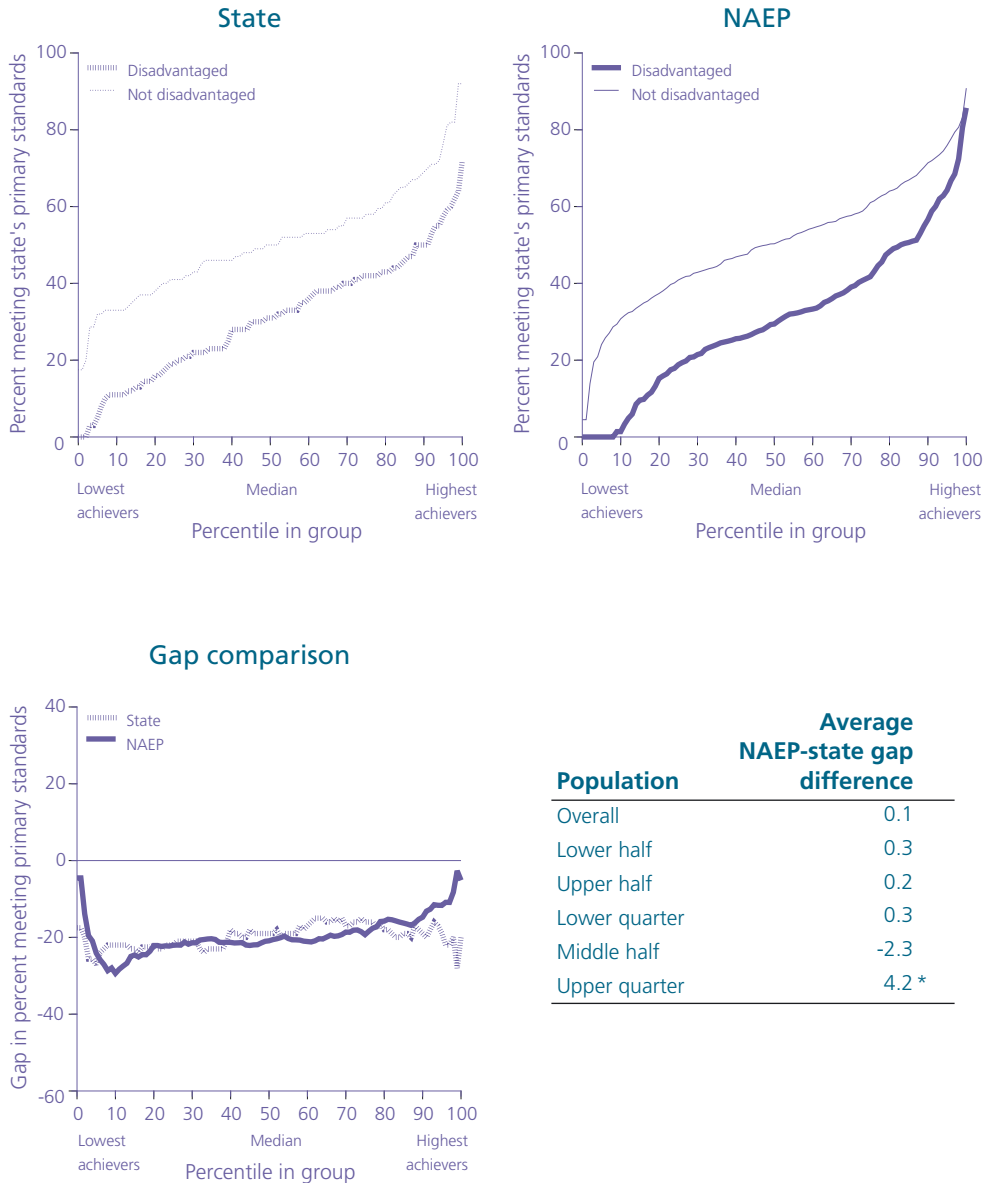 State
Percent meeting state's primary standards
100
80
60
40
20
0
Disadvantaged
Not disadvantaged
0 10 20 30 40 50 60 70 80 90 100
Lowest achievers
Median
Highest achievers
Percentile in group
NAEP
Percent meeting state's primary standards
100
80
60
40
20
0
Disadvantaged
Not disadvantaged
0 10 20 30 40 50 60 70 80 90 100
Lowest achievers
Median
Highest achievers
Percentile in group
Gap comparison
Gap in percent meeting primary standards
40
20
0
-20
-40
-60
State
NAEP
0 10 20 30 40 50 60 70 80 90 100
Lowest achievers
Median
Highest achievers
Percentile in group
Average
NAEP-state gap
Population difference
Overall 0.1
Lower half 0.3
Upper half 0.2
Lower quarter 0.3
Middle half -2.3
Upper quarter 4.2 *